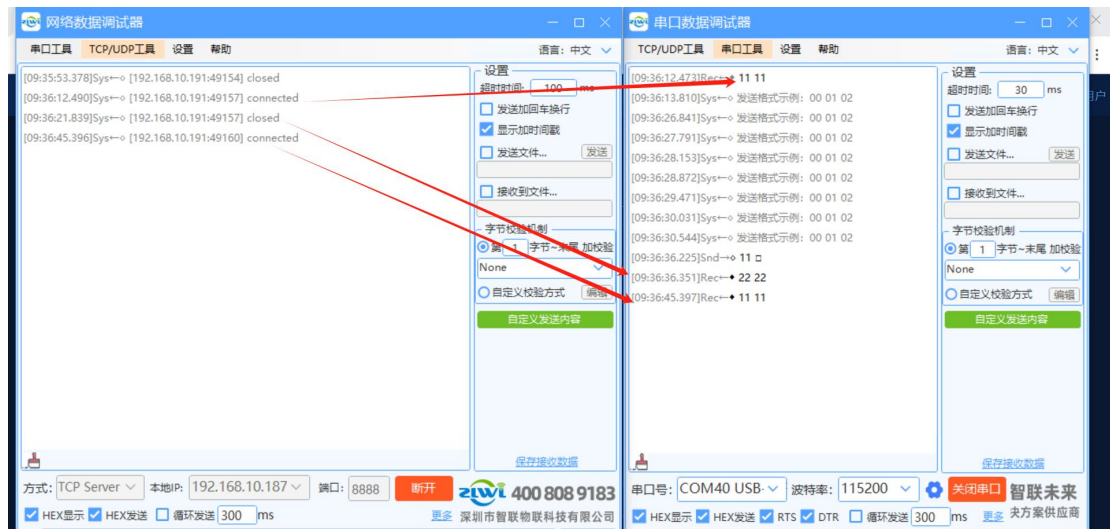 ZLWL 网络数据调试器
串口工具 TCP/UDP工具 设置 帮助 语言: 中文
[09:35:53.378]Sys←◇ [192.168.10.191:49154] closed
[09:36:12.490]Sys←◇ [192.168.10.191:49157] connected
[09:36:21.839]Sys←◇ [192.168.10.191:49157] closed
[09:36:45.396]Sys←◇ [192.168.10.191:49160] connected
设置
超时时间: 100 ms
发送加回车换行
显示加时间戳
发送文件... 发送
接收到文件...
字节校验机制
第 1 字节~末尾 加校验
None
自定义校验方式 编辑
自定义发送内容
保存接收数据
方式: TCP Server 本地IP: 192.168.10.187 端口: 8888 断开
HEX显示 HEX发送 循环发送 300 ms 更多
ZLWL 400 808 9183
深圳市智联物联科技有限公司
串口数据调试器
TCP/UDP工具 串口工具 设置 帮助 语言: 中文
[09:36:12.473]Rec←◆ 11 11
[09:36:13.810]Sys←◇ 发送格式示例: 00 01 02
[09:36:26.841]Sys←◇ 发送格式示例: 00 01 02
[09:36:27.791]Sys←◇ 发送格式示例: 00 01 02
[09:36:28.153]Sys←◇ 发送格式示例: 00 01 02
[09:36:28.872]Sys←◇ 发送格式示例: 00 01 02
[09:36:29.471]Sys←◇ 发送格式示例: 00 01 02
[09:36:30.031]Sys←◇ 发送格式示例: 00 01 02
[09:36:30.544]Sys←◇ 发送格式示例: 00 01 02
[09:36:36.225]Snd→◇ 11 □
[09:36:36.351]Rec←◆ 22 22
[09:36:45.397]Rec←◆ 11 11
设置
超时时间: 30 ms
发送加回车换行
显示加时间戳
发送文件... 发送
接收到文件...
字节校验机制
第 1 字节~末尾 加校验
None
自定义校验方式 编辑
自定义发送内容
保存接收数据
串口号: COM40 USB- 波特率: 115200 关闭串口
HEX显示 HEX发送 RTS DTR 循环发送 300 ms 更多
智联未来
决方案供应商
户